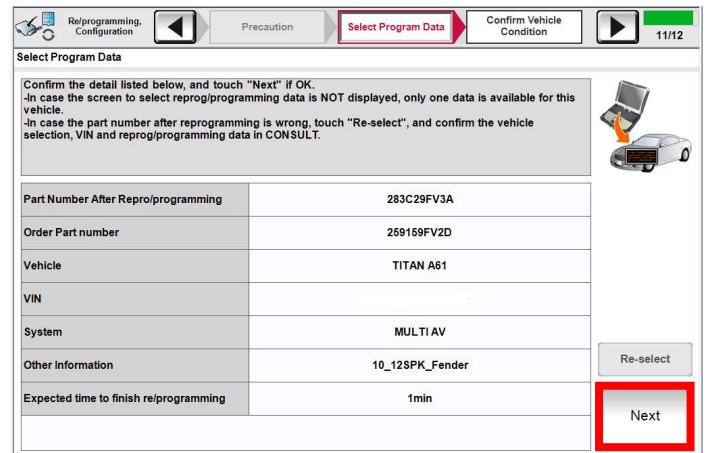 Re/programming,
Configuration
Precaution
Select Program Data
Confirm Vehicle
Condition
11/12
Select Program Data
Confirm the detail listed below, and touch "Next" if OK.
-In case the screen to select reprog/programming data is NOT displayed, only one data is available for this
vehicle.
-In case the part number after reprogramming is wrong, touch "Re-select", and confirm the vehicle
selection, VIN and reprog/programming data in CONSULT.
Part Number After Repro/programming 283C29FV3A
Order Part number 259159FV2D
Vehicle TITAN A61
VIN
System MULTI AV
Other Information 10_12SPK_Fender
Expected time to finish re/programming 1min
Re-select
Next